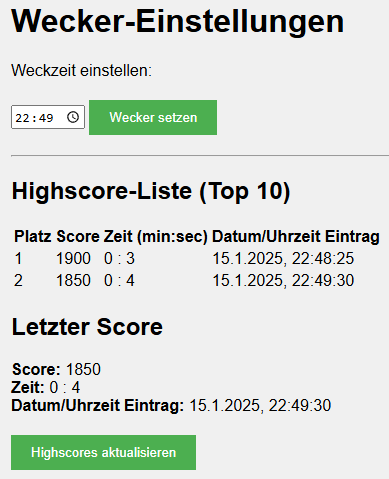 Wecker-Einstellungen
Weckzeit einstellen:
22:49 Wecker setzen
Highscore-Liste (Top 10)
Platz Score Zeit (min:sec) Datum/Uhrzeit Eintrag
1 1900 0 : 3 15.1.2025, 22:48:25
2 1850 0 : 4 15.1.2025, 22:49:30
Letzter Score
Score: 1850
Zeit: 0 : 4
Datum/Uhrzeit Eintrag: 15.1.2025, 22:49:30
Highscores aktualisieren